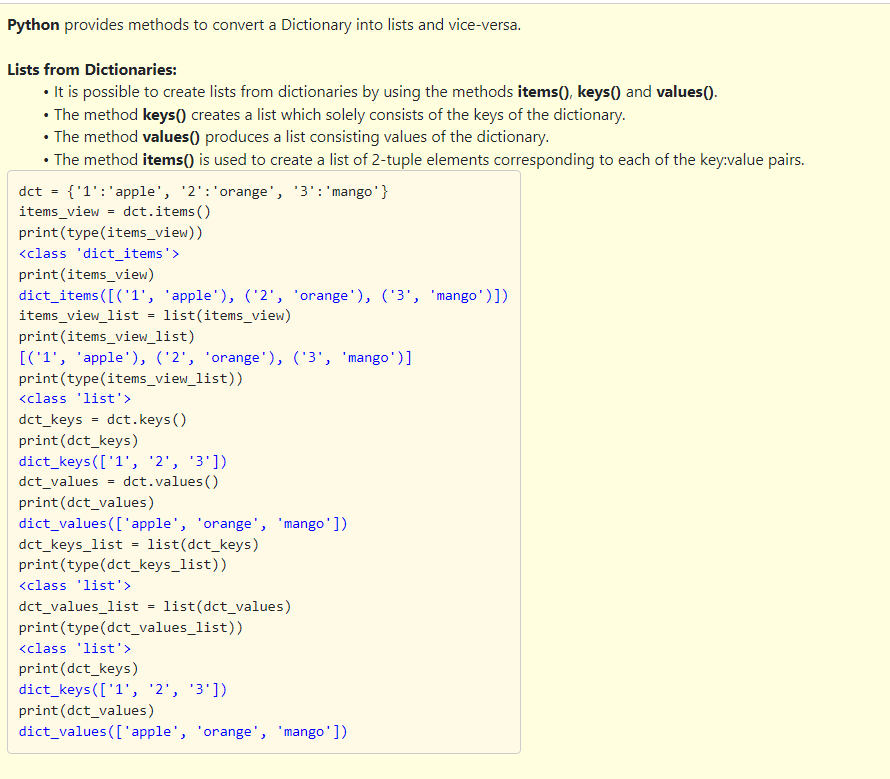 Python provides methods to convert a Dictionary into lists and vice-versa.
Lists from Dictionaries:
• It is possible to create lists from dictionaries by using the methods items(), keys() and values().
• The method keys() creates a list which solely consists of the keys of the dictionary.
• The method values() produces a list consisting values of the dictionary.
• The method items() is used to create a list of 2-tuple elements corresponding to each of the key:value pairs.
dct = {'1':'apple', '2':'orange', '3':'mango'}
items_view = dct.items()
print(type(items_view))
<class 'dict_items'>
print(items_view)
dict_items([('1', 'apple'), ('2', 'orange'), ('3', 'mango')])
items_view_list = list(items_view)
print(items_view_list)
[('1', 'apple'), ('2', 'orange'), ('3', 'mango')]
print(type(items_view_list))
<class 'list'>
dct_keys = dct.keys()
print(dct_keys)
dict_keys(['1', '2', '3'])
dct_values = dct.values()
print(dct_values)
dict_values(['apple', 'orange', 'mango'])
dct_keys_list = list(dct_keys)
print(type(dct_keys_list))
<class 'list'>
dct_values_list = list(dct_values)
print(type(dct_values_list))
<class 'list'>
print(dct_keys)
dict_keys(['1', '2', '3'])
print(dct_values)
dict_values(['apple', 'orange', 'mango'])